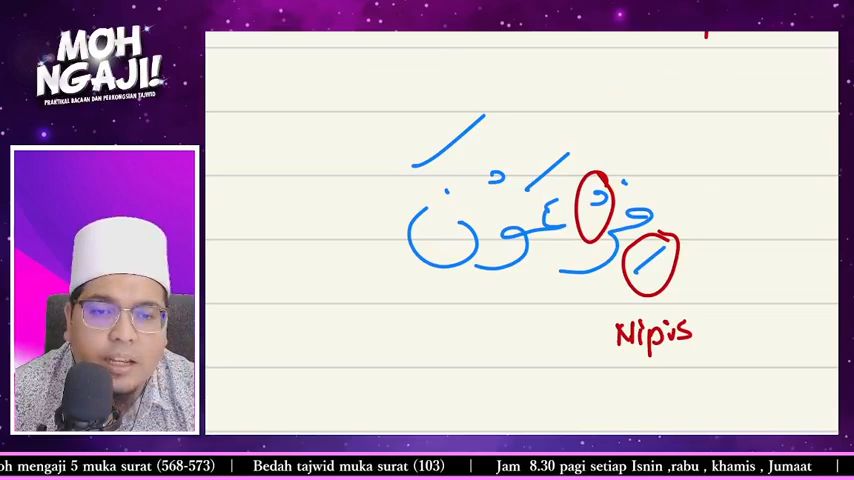 MOH
NGAJI!
PRAKTIKAL BACAAN DAN PERKONGSIAN TAJWID
فِرْعَوْنَ
Nipis
oh mengaji 5 muka surat (568-573) | Bedah tajwid muka surat (103) | Jam 8.30 pagi setiap Isnin ,rabu , khamis , Jumaat |